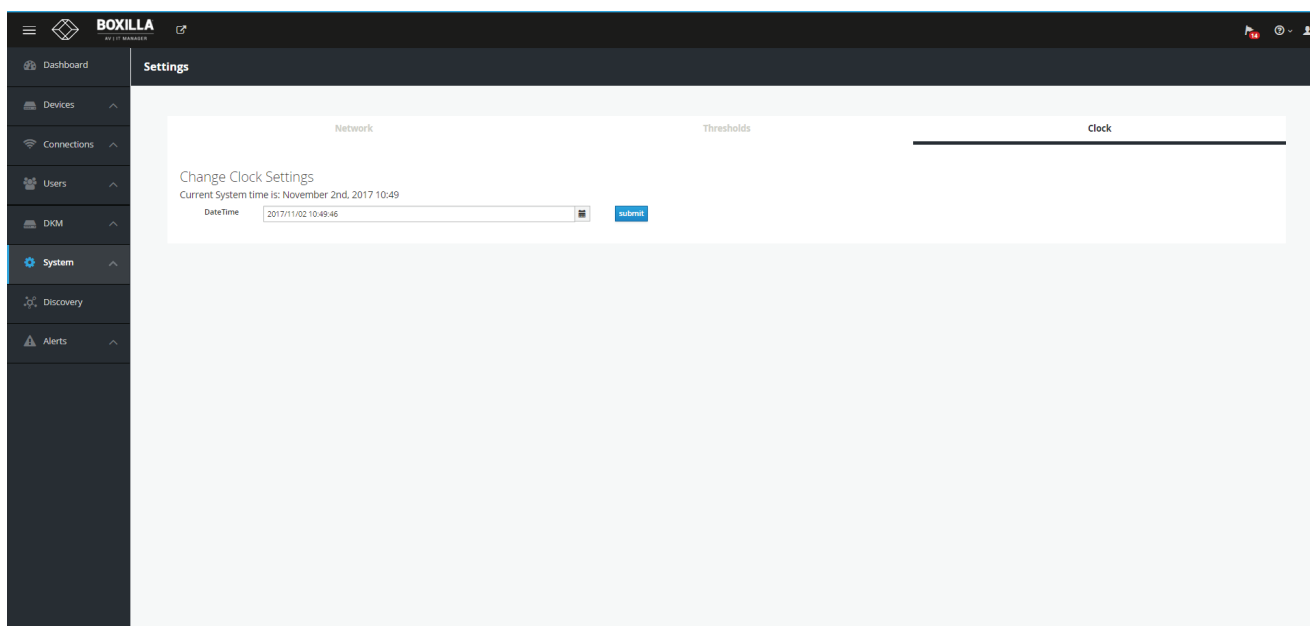 BOXILLA
AV | IT MANAGER
14
Dashboard
Settings
Devices
Connections
Users
DKM
System
Discovery
Alerts
Network
Thresholds
Clock
Change Clock Settings
Current System time is: November 2nd, 2017 10:49
DateTime
2017/11/02 10:49:46
submit